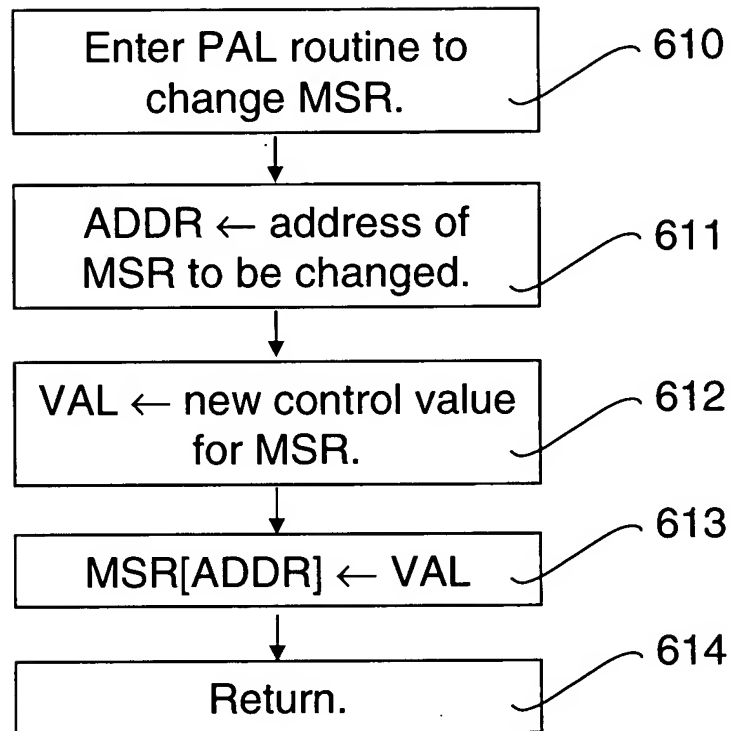 Enter PAL routine to
change MSR.
610
ADDR ← address of
MSR to be changed.
611
VAL ← new control value
for MSR.
612
MSR[ADDR] ← VAL
613
Return.
614